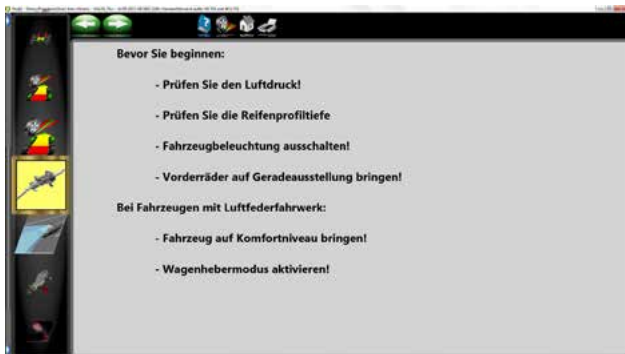 Bevor Sie beginnen:
- Prüfen Sie den Luftdruck!
- Prüfen Sie die Reifenprofiltiefe
- Fahrzeugbeleuchtung ausschalten!
- Vorderräder auf Geradeausstellung bringen!
Bei Fahrzeugen mit Luftfederfahrwerk:
- Fahrzeug auf Komfortniveau bringen!
- Wagenhebermodus aktivieren!